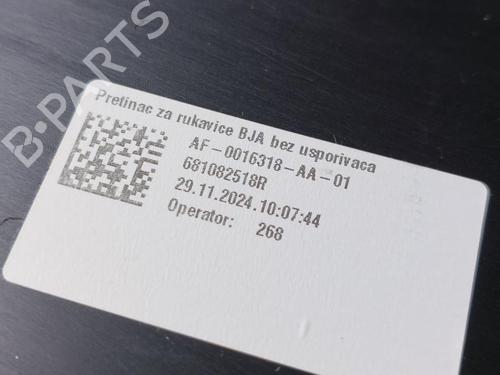 B-PARTS
Pretinac za rukavice BJA bez usporivaca
AF-0016318-AA-01
681082518R
29.11.2024.10:07:44
Operator: 268